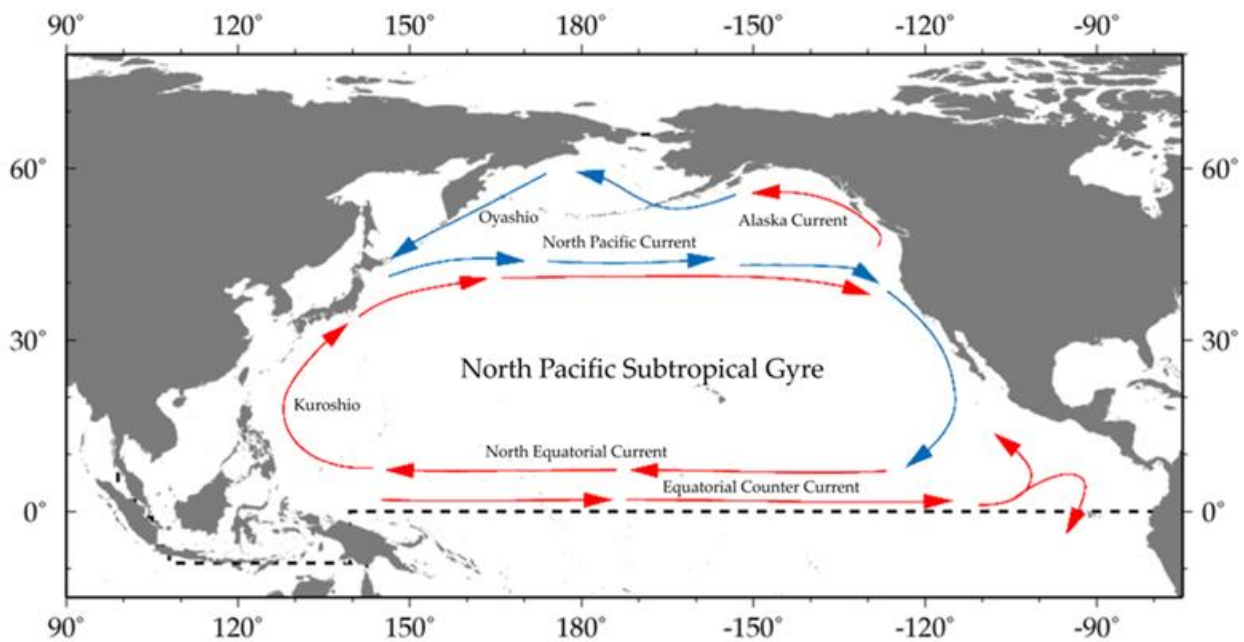 90° 120° 150° 180° -150° -120° -90°
60° 60°
Oyashio
Alaska Current
North Pacific Current
30° 30°
North Pacific Subtropical Gyre
Kuroshio
North Equatorial Current
Equatorial Counter Current
0° 0°
90° 120° 150° 180° -150° -120° -90°